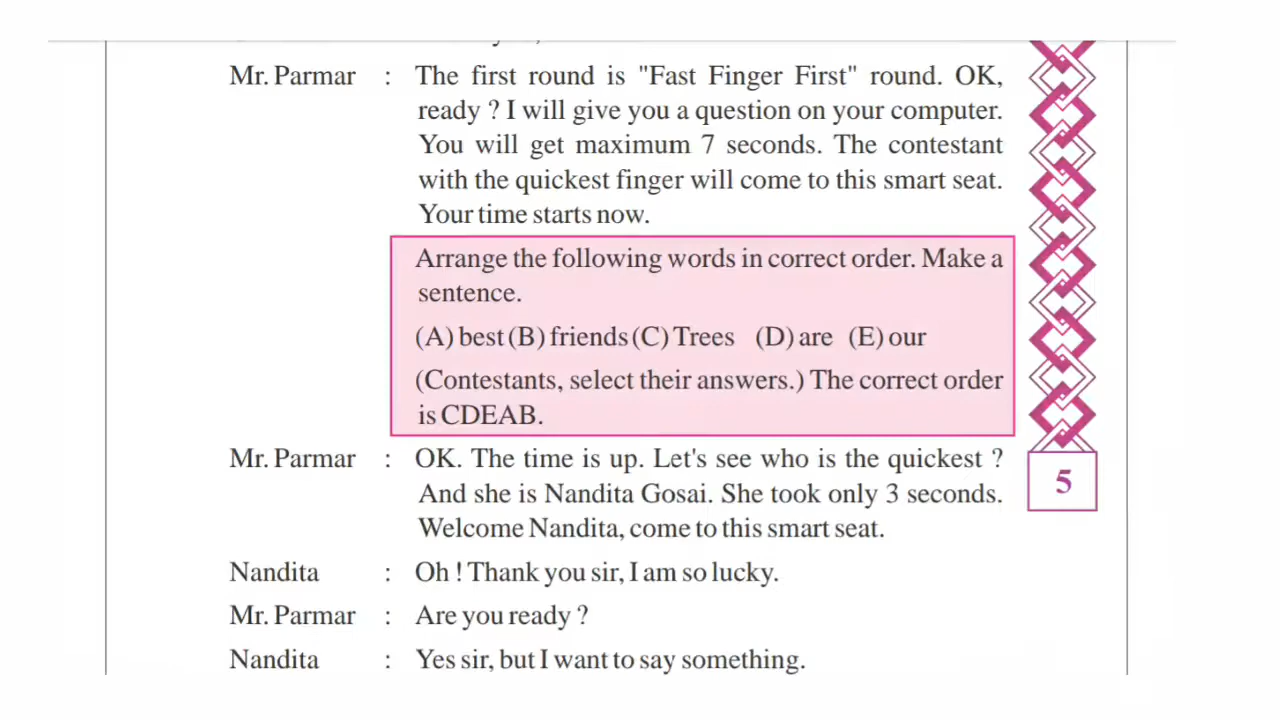 Mr. Parmar : The first round is "Fast Finger First" round. OK,
ready ? I will give you a question on your computer.
You will get maximum 7 seconds. The contestant
with the quickest finger will come to this smart seat.
Your time starts now.
Arrange the following words in correct order. Make a
sentence.
(A) best (B) friends (C) Trees (D) are (E) our
(Contestants, select their answers.) The correct order
is CDEAB.
Mr. Parmar : OK. The time is up. Let's see who is the quickest ?
5
And she is Nandita Gosai. She took only 3 seconds.
Welcome Nandita, come to this smart seat.
Nandita : Oh ! Thank you sir, I am so lucky.
Mr. Parmar : Are you ready ?
Nandita : Yes sir, but I want to say something.